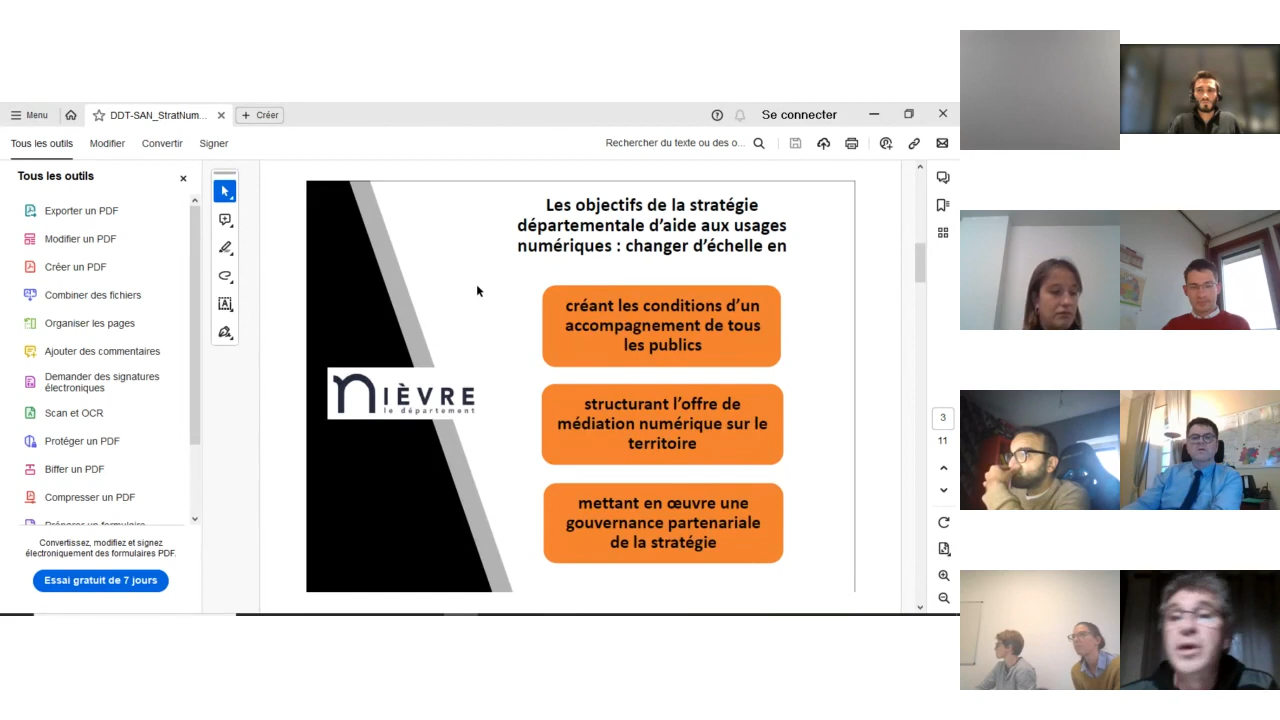 Menu
DDT-SAN_StratNum...
Créer
Se connecter
Tous les outils
Modifier
Convertir
Signer
Rechercher du texte ou des o...
Tous les outils
Exporter un PDF
Modifier un PDF
Créer un PDF
Combiner des fichiers
Organiser les pages
Ajouter des commentaires
Demander des signatures
électroniques
Scan et OCR
Protéger un PDF
Biffer un PDF
Compresser un PDF
Préparer un formulaire
Convertissez, modifiez et signez
électroniquement des formulaires PDF.
Essai gratuit de 7 jours
Les objectifs de la stratégie
départementale d’aide aux usages
numériques : changer d’échelle en
créant les conditions d’un
accompagnement de tous
les publics
structurant l’offre de
médiation numérique sur le
territoire
mettant en œuvre une
gouvernance partenariale
de la stratégie
nIÈVRE
le département
3
11